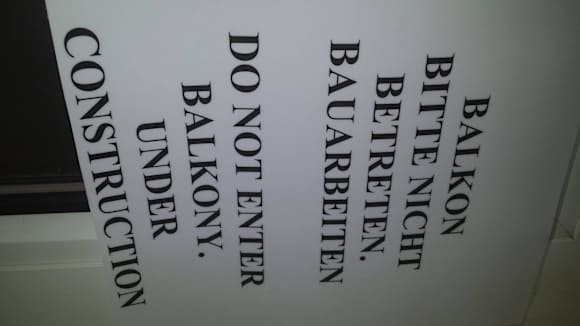 BALKON
BITTE NICHT
BETRETEN.
BAUARBEITEN
DO NOT ENTER
BALKONY.
UNDER
CONSTRUCTION